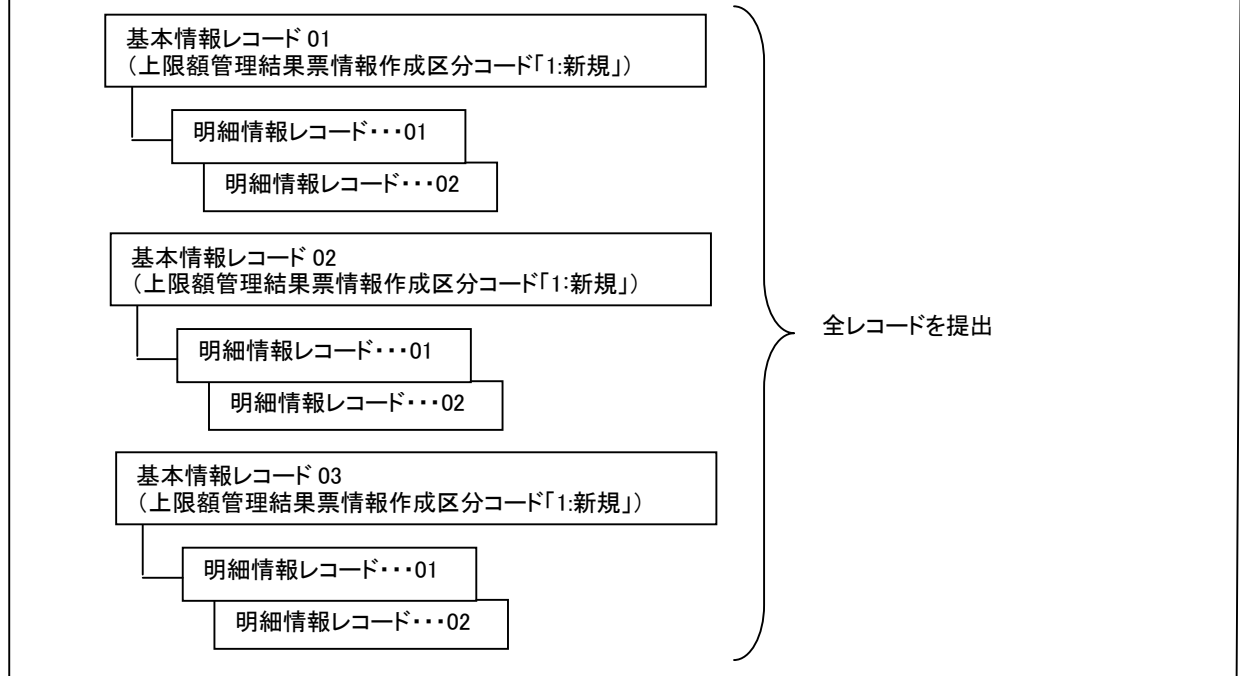 基本情報レコード 01
（上限額管理結果票情報作成区分コード「1:新規」）
明細情報レコード・・・01
明細情報レコード・・・02
基本情報レコード 02
（上限額管理結果票情報作成区分コード「1:新規」）
明細情報レコード・・・01
明細情報レコード・・・02
全レコードを提出
基本情報レコード 03
（上限額管理結果票情報作成区分コード「1:新規」）
明細情報レコード・・・01
明細情報レコード・・・02